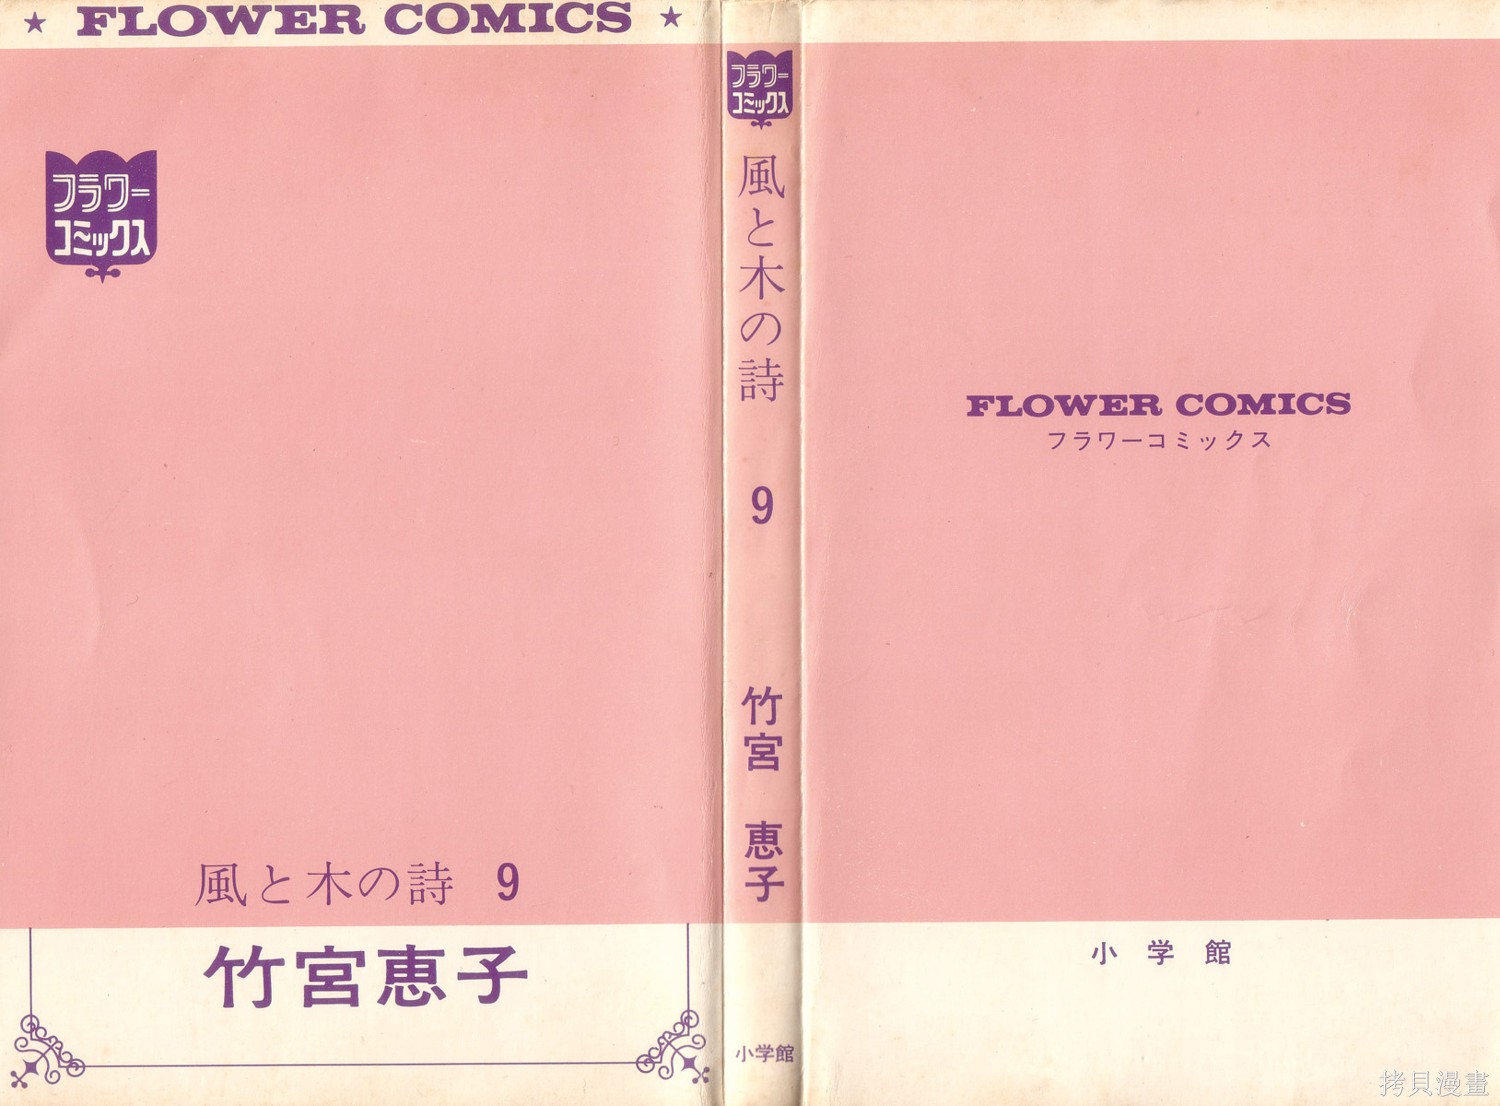 ★ FLOWER COMICS ★
フラワー
コミックス
風と木の詩 9
竹宮恵子
フラワー
コミックス
風と木の詩
9
竹宮 恵子
小学館
FLOWER COMICS
フラワーコミックス
小学館
拷貝漫畫